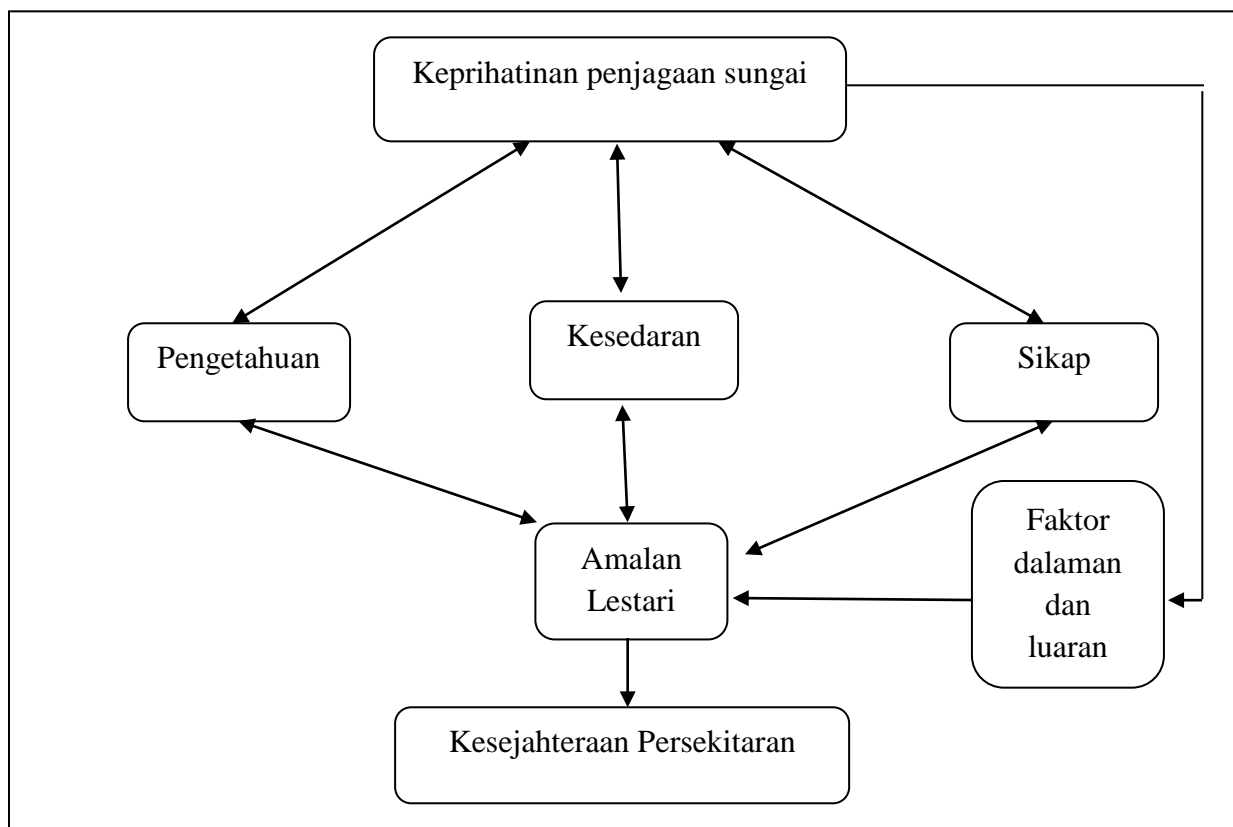 Keprihatinan penjagaan sungai
Pengetahuan
Kesedaran
Sikap
Amalan
Lestari
Faktor
dalaman
dan
luaran
Kesejahteraan Persekitaran